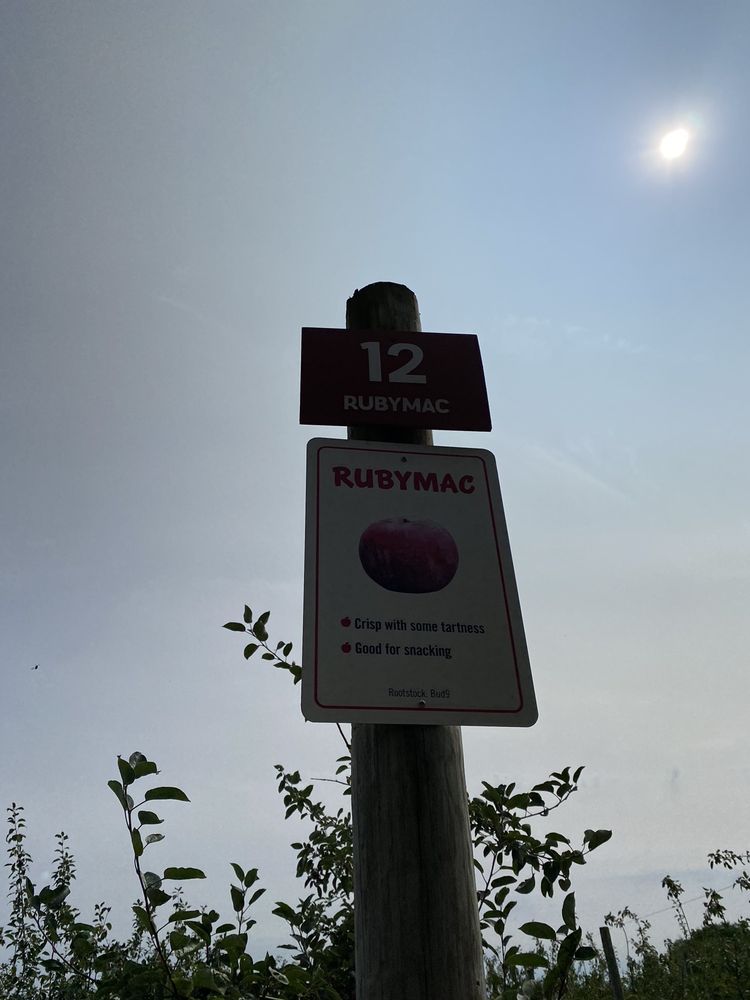 12
RUBYMAC
RUBYMAC
Crisp with some tartness
Good for snacking
Rootstock: Bud9